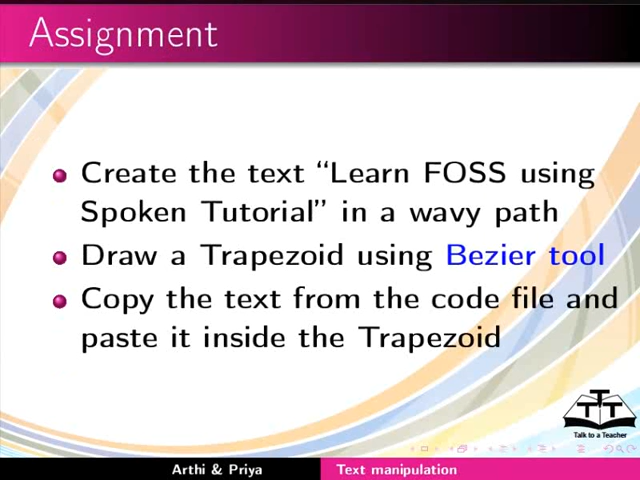 Assignment
Create the text “Learn FOSS using
Spoken Tutorial” in a wavy path
Draw a Trapezoid using Bezier tool
Copy the text from the code file and
paste it inside the Trapezoid
TTT
Talk to a Teacher
Arthi & Priya Text manipulation